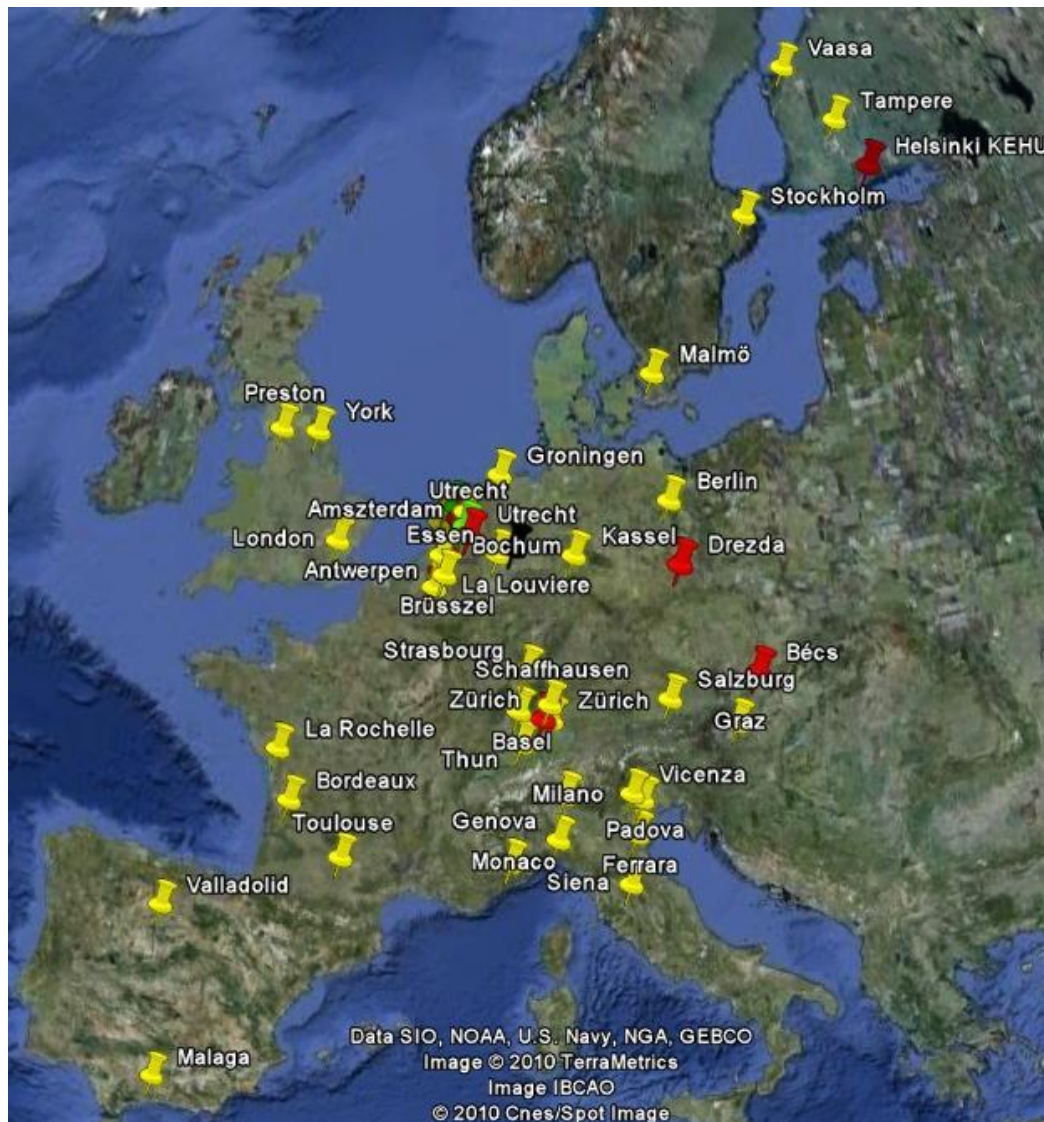 Vaasa
Tampere
Helsinki KEHU
Stockholm
Malmö
Preston
York
Groningen
Berlin
Utrecht
Amszterdam
Utrecht
London
Essen
Bochum
Kassel
Drezda
Antwerpen
La Louviere
Brüsszel
Strasbourg
Schaffhausen
Bécs
Salzburg
Zürich
Zürich
Graz
La Rochelle
Basel
Thun
Bordeaux
Vicenza
Milano
Toulouse
Genova
Padova
Monaco
Ferrara
Siena
Valladolid
Data SIO, NOAA, U.S. Navy, NGA, GEBCO
Malaga
Image © 2010 TerraMetrics
Image IBCAO
© 2010 Cnes/Spot Image